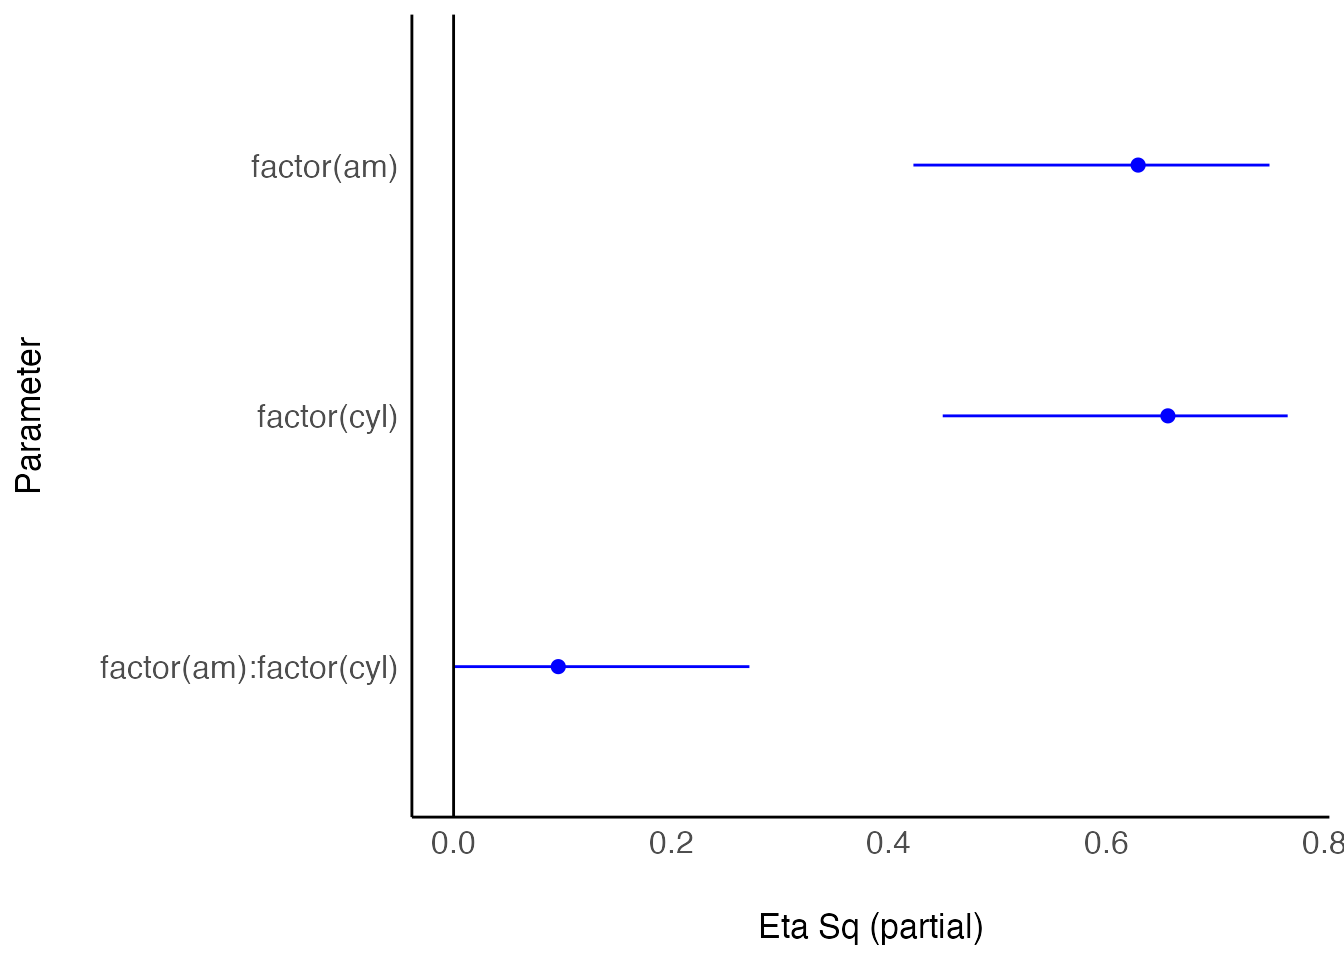 factor(am)
factor(cyl)
factor(am):factor(cyl)
Parameter
0.0 0.2 0.4 0.6 0.8
Eta Sq (partial)